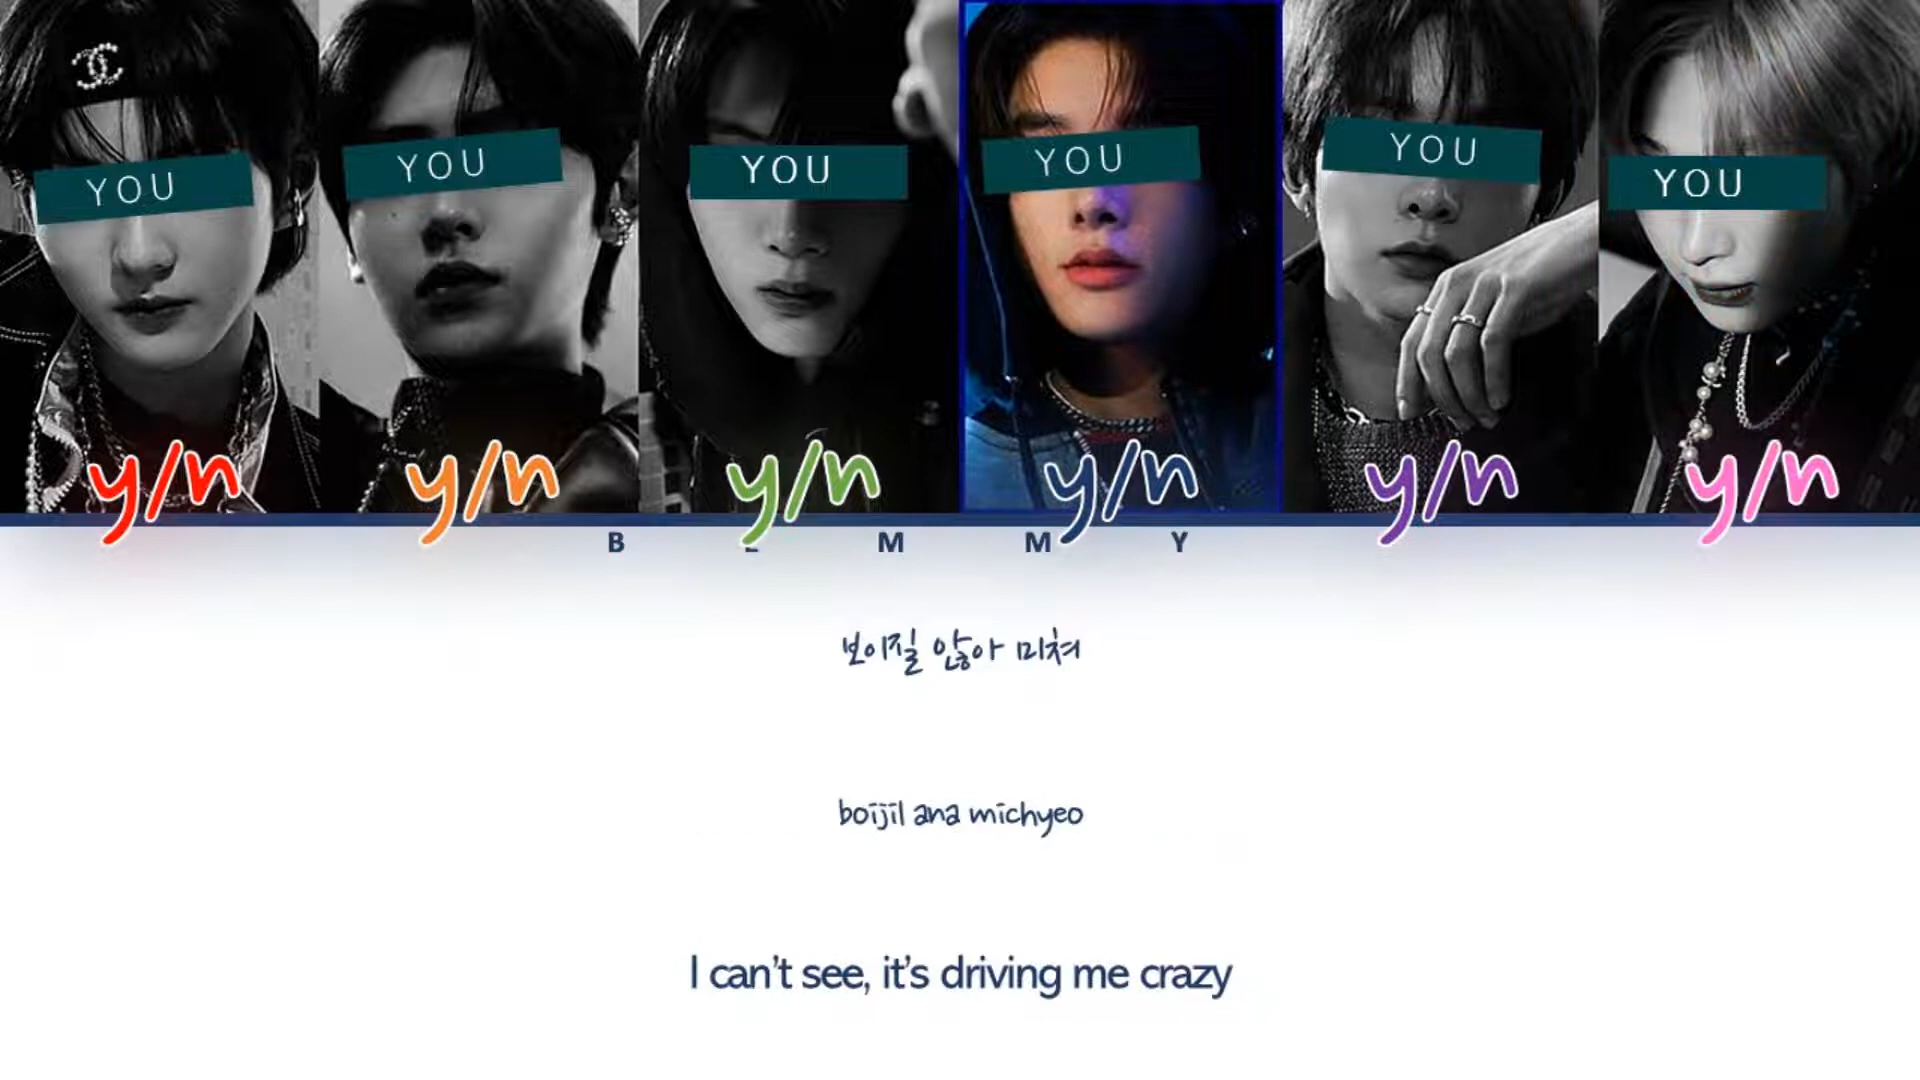 YOU YOU YOU YOU YOU YOU
y/n y/n y/n y/n y/n y/n
B L M M Y
보이질 않아 미쳐
boijil ana michyeo
I can't see, it's driving me crazy